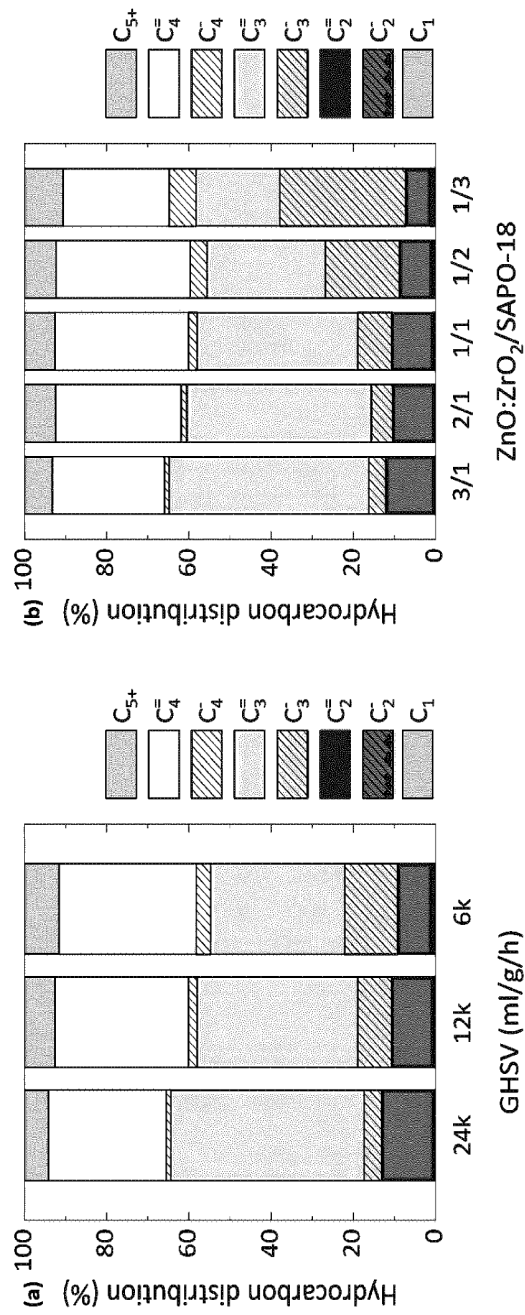 (a)
Hydrocarbon distribution (%)
100
80
60
40
20
0
24k
12k
6k
GHSV (ml/g/h)
C₅₊
C₄⁼
C₄⁻
C₃⁼
C₃⁻
C₂⁼
C₂⁻
C₁
(b)
Hydrocarbon distribution (%)
100
80
60
40
20
0
3/1
2/1
1/1
1/2
1/3
ZnO:ZrO₂/SAPO-18
C₅₊
C₄⁼
C₄⁻
C₃⁼
C₃⁻
C₂⁼
C₂⁻
C₁